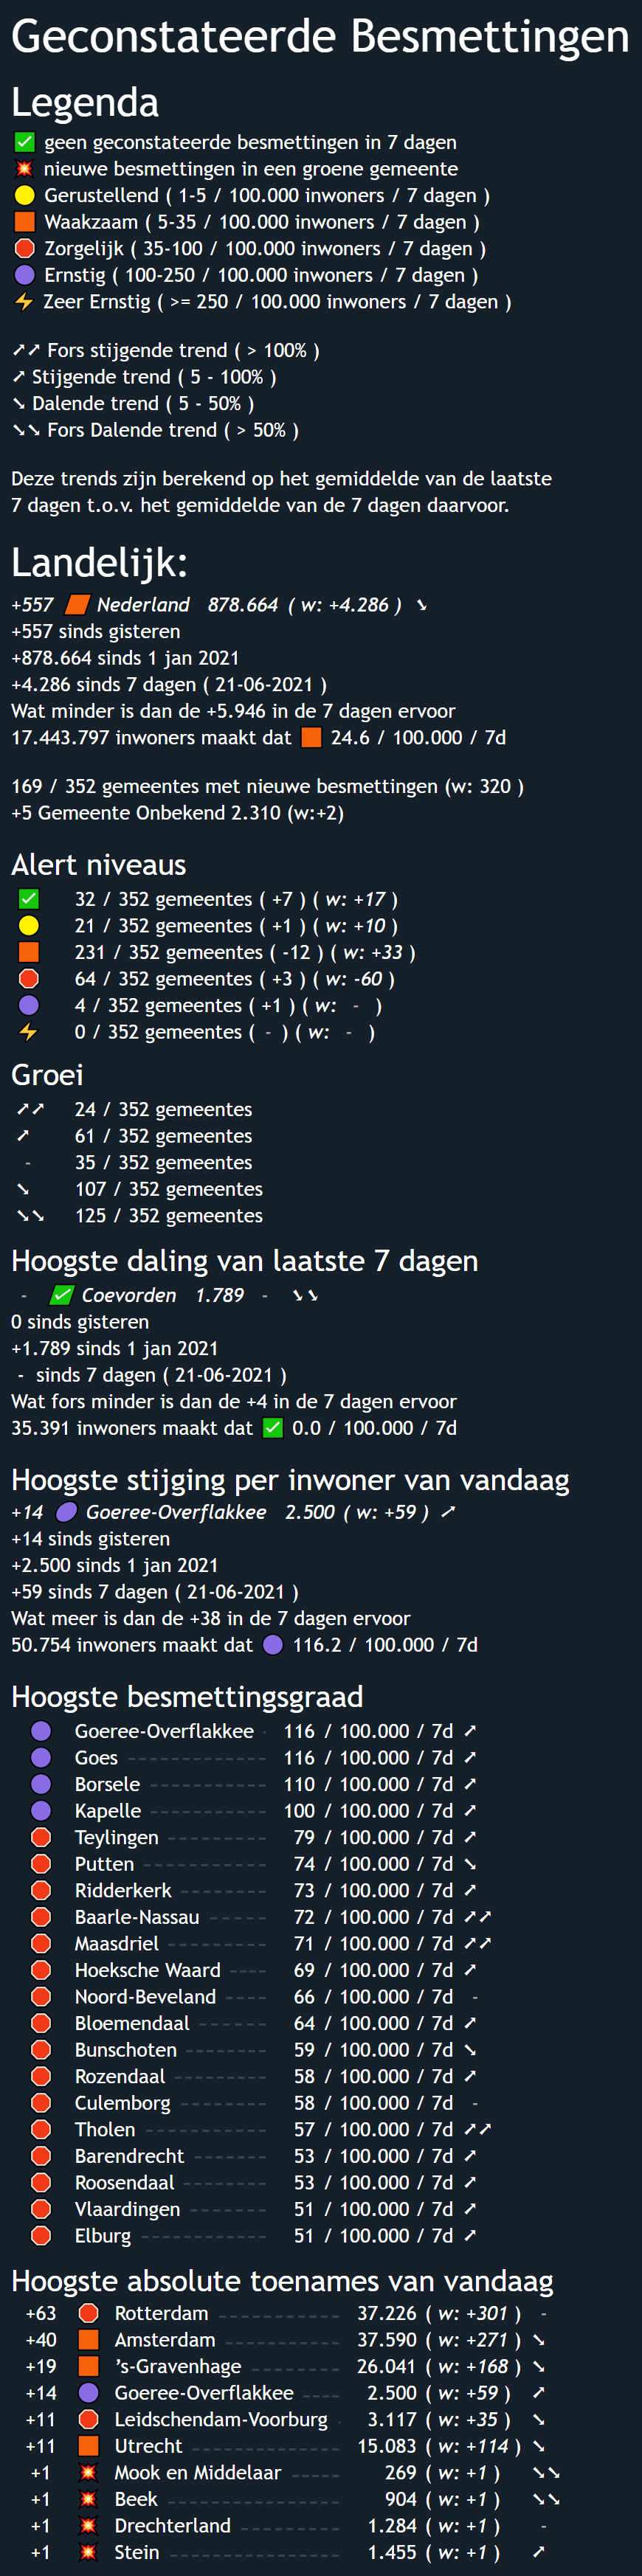 Geconstateerde Besmettingen
Legenda
✅ geen geconstateerde besmettingen in 7 dagen
💥 nieuwe besmettingen in een groene gemeente
🟡 Gerustellend ( 1-5 / 100.000 inwoners / 7 dagen )
🟧 Waakzaam ( 5-35 / 100.000 inwoners / 7 dagen )
🛑 Zorgelijk ( 35-100 / 100.000 inwoners / 7 dagen )
🟣 Ernstig ( 100-250 / 100.000 inwoners / 7 dagen )
⚡ Zeer Ernstig ( >= 250 / 100.000 inwoners / 7 dagen )
➚➚ Fors stijgende trend ( > 100% )
➚ Stijgende trend ( 5 - 100% )
➘ Dalende trend ( 5 - 50% )
➘➘ Fors Dalende trend ( > 50% )
Deze trends zijn berekend op het gemiddelde van de laatste
7 dagen t.o.v. het gemiddelde van de 7 dagen daarvoor.
Landelijk:
+557 🟧 Nederland 878.664 ( w: +4.286 ) ➘
+557 sinds gisteren
+878.664 sinds 1 jan 2021
+4.286 sinds 7 dagen ( 21-06-2021 )
Wat minder is dan de +5.946 in de 7 dagen ervoor
17.443.797 inwoners maakt dat 🟧 24.6 / 100.000 / 7d
169 / 352 gemeentes met nieuwe besmettingen (w: 320 )
+5 Gemeente Onbekend 2.310 (w:+2)
Alert niveaus
✅ 32 / 352 gemeentes ( +7 ) ( w: +17 )
🟡 21 / 352 gemeentes ( +1 ) ( w: +10 )
🟧 231 / 352 gemeentes ( -12 ) ( w: +33 )
🛑 64 / 352 gemeentes ( +3 ) ( w: -60 )
🟣 4 / 352 gemeentes ( +1 ) ( w: - )
⚡ 0 / 352 gemeentes ( - ) ( w: - )
Groei
➚➚ 24 / 352 gemeentes
➚ 61 / 352 gemeentes
- 35 / 352 gemeentes
➘ 107 / 352 gemeentes
➘➘ 125 / 352 gemeentes
Hoogste daling van laatste 7 dagen
- ✅ Coevorden 1.789 - ➘➘
0 sinds gisteren
+1.789 sinds 1 jan 2021
- sinds 7 dagen ( 21-06-2021 )
Wat fors minder is dan de +4 in de 7 dagen ervoor
35.391 inwoners maakt dat ✅ 0.0 / 100.000 / 7d
Hoogste stijging per inwoner van vandaag
+14 🟣 Goeree-Overflakkee 2.500 ( w: +59 ) ➚
+14 sinds gisteren
+2.500 sinds 1 jan 2021
+59 sinds 7 dagen ( 21-06-2021 )
Wat meer is dan de +38 in de 7 dagen ervoor
50.754 inwoners maakt dat 🟣 116.2 / 100.000 / 7d
Hoogste besmettingsgraad
🟣 Goeree-Overflakkee 116 / 100.000 / 7d ➚
🟣 Goes 116 / 100.000 / 7d ➚
🟣 Borsele 110 / 100.000 / 7d ➚
🟣 Kapelle 100 / 100.000 / 7d ➚
🛑 Teylingen 79 / 100.000 / 7d ➚
🛑 Putten 74 / 100.000 / 7d ➘
🛑 Ridderkerk 73 / 100.000 / 7d ➚
🛑 Baarle-Nassau 72 / 100.000 / 7d ➚➚
🛑 Maasdriel 71 / 100.000 / 7d ➚➚
🛑 Hoeksche Waard 69 / 100.000 / 7d ➚
🛑 Noord-Beveland 66 / 100.000 / 7d -
🛑 Bloemendaal 64 / 100.000 / 7d ➚
🛑 Bunschoten 59 / 100.000 / 7d ➘
🛑 Rozendaal 58 / 100.000 / 7d ➚
🛑 Culemborg 58 / 100.000 / 7d -
🛑 Tholen 57 / 100.000 / 7d ➚➚
🛑 Barendrecht 53 / 100.000 / 7d ➚
🛑 Roosendaal 53 / 100.000 / 7d ➚
🛑 Vlaardingen 51 / 100.000 / 7d ➚
🛑 Elburg 51 / 100.000 / 7d ➚
Hoogste absolute toenames van vandaag
+63 🛑 Rotterdam 37.226 ( w: +301 ) -
+40 🟧 Amsterdam 37.590 ( w: +271 ) ➘
+19 🟧 ’s-Gravenhage 26.041 ( w: +168 ) ➘
+14 🟣 Goeree-Overflakkee 2.500 ( w: +59 ) ➚
+11 🛑 Leidschendam-Voorburg 3.117 ( w: +35 ) ➘
+11 🟧 Utrecht 15.083 ( w: +114 ) ➘
+1 💥 Mook en Middelaar 269 ( w: +1 ) ➘➘
+1 💥 Beek 904 ( w: +1 ) ➘➘
+1 💥 Drechterland 1.284 ( w: +1 ) -
+1 💥 Stein 1.455 ( w: +1 ) ➚